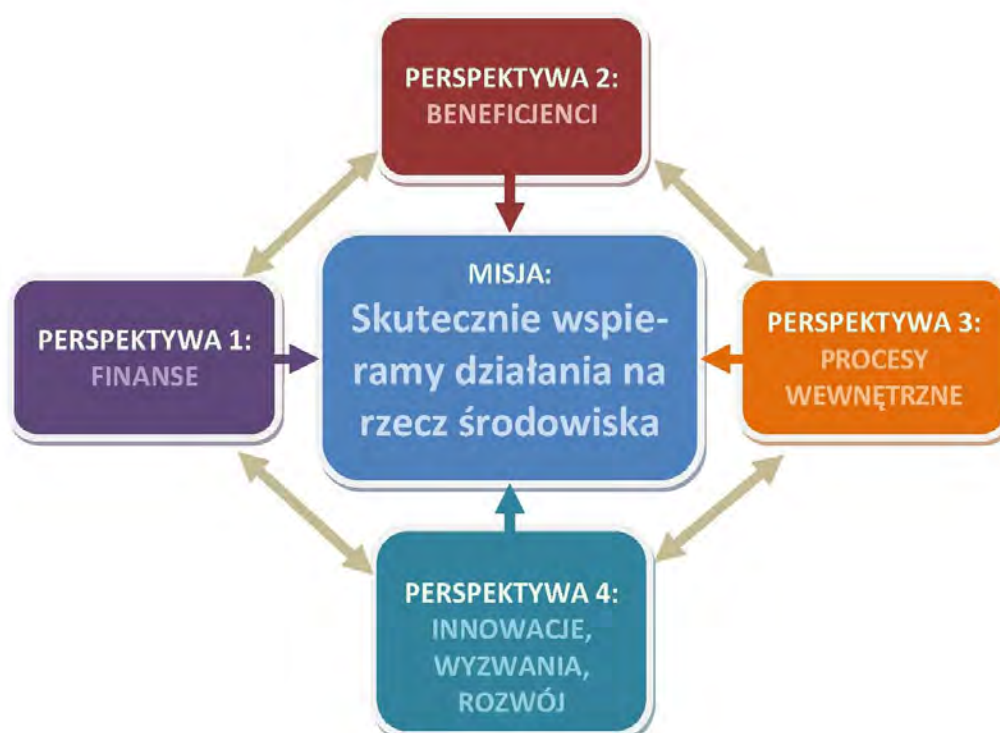 PERSPEKTYWA 2:
BENEFICJENCI
MISJA:
Skutecznie wspie-
ramy działania na
rzecz środowiska
PERSPEKTYWA 1:
FINANSE
PERSPEKTYWA 3:
PROCESY
WEWNĘTRZNE
PERSPEKTYWA 4:
INNOWACJE,
WYZWANIA,
ROZWÓJ